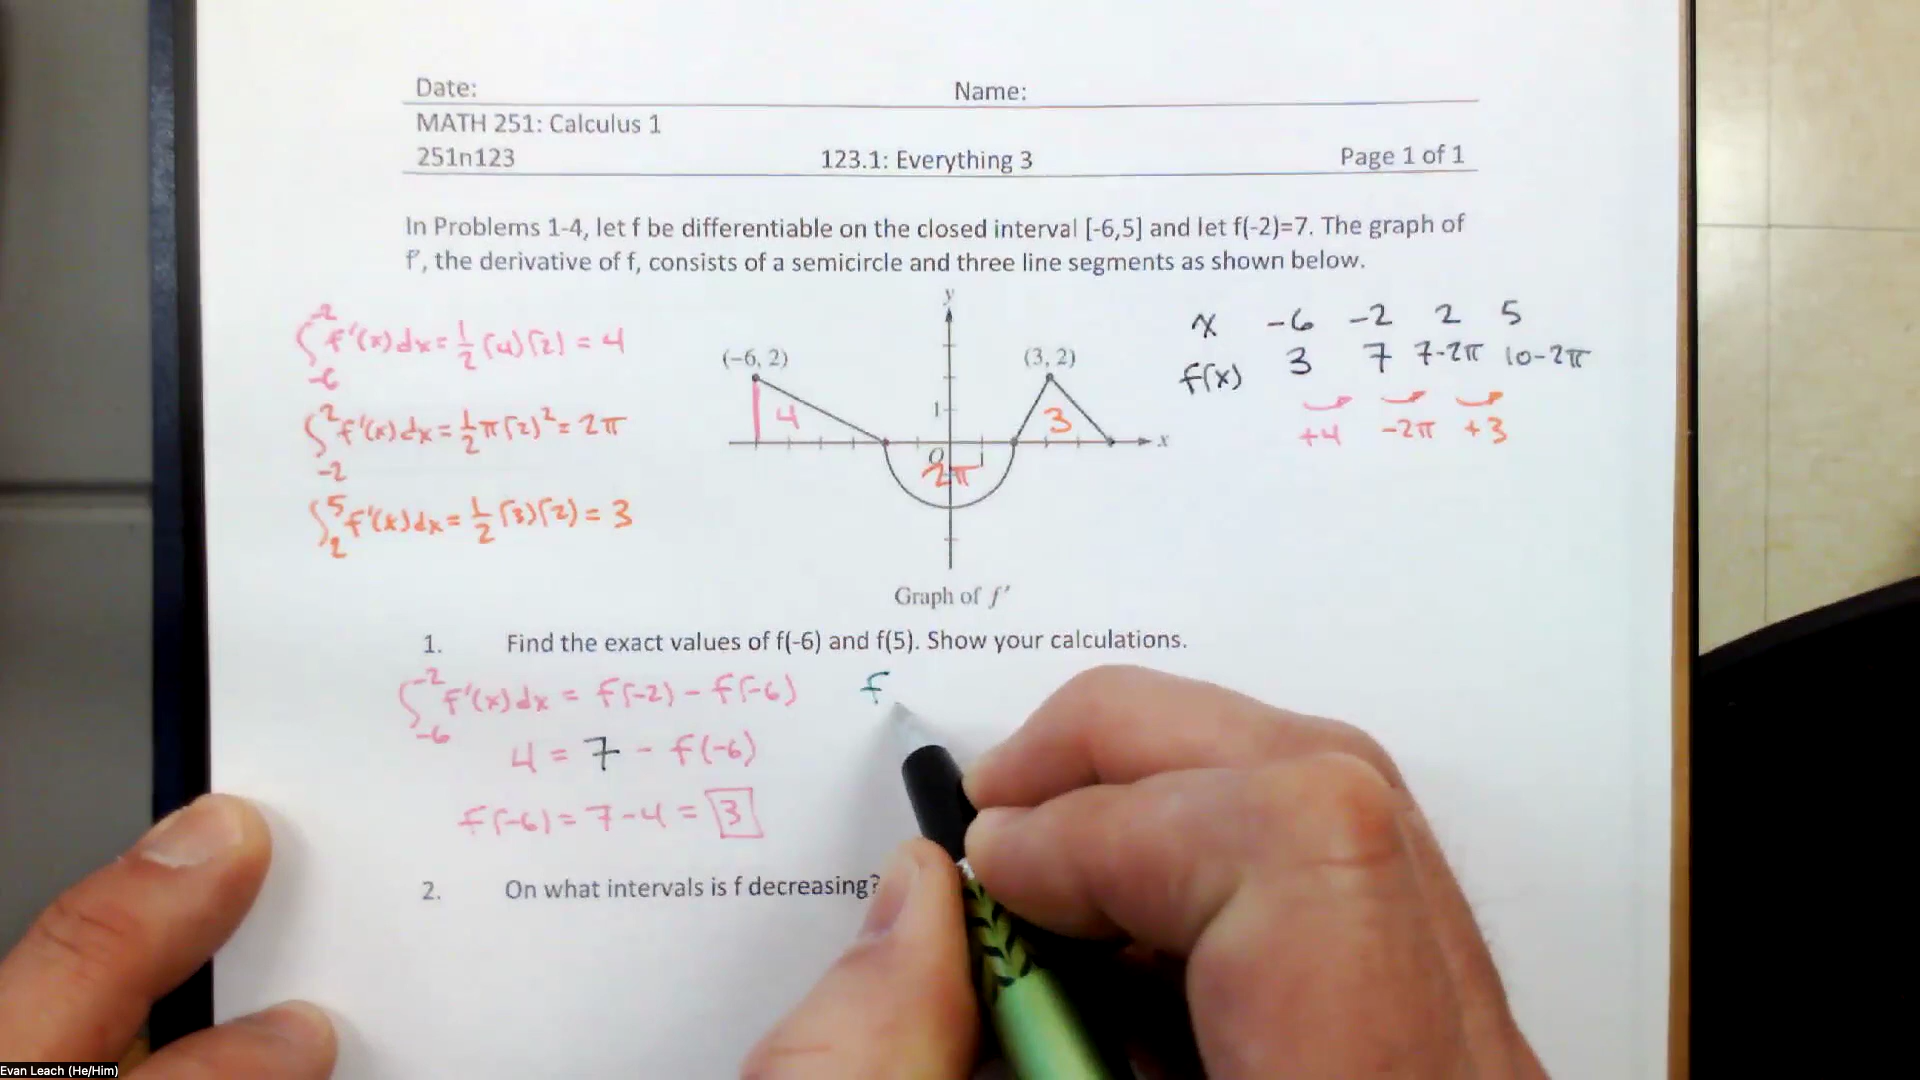 Date: Name:
MATH 251: Calculus 1
251n123 123.1: Everything 3 Page 1 of 1
In Problems 1-4, let f be differentiable on the closed interval [-6,5] and let f(-2)=7. The graph of
f', the derivative of f, consists of a semicircle and three line segments as shown below.
∫_{-6}^{-2} f'(x)dx = 1/2 (4)(2) = 4
∫_{-2}^{2} f'(x)dx = 1/2 π(2)^2 = 2π
∫_{2}^{5} f'(x)dx = 1/2 (3)(2) = 3
y
(-6, 2) (3, 2)
4 1 3
O 1 x
2π
x -6 -2 2 5
f(x) 3 7 7-2π 10-2π
+4 -2π +3
Graph of f'
1. Find the exact values of f(-6) and f(5). Show your calculations.
∫_{-6}^{-2} f'(x)dx = f(-2) - f(-6) f
4 = 7 - f(-6)
f(-6) = 7-4 = 3
2. On what intervals is f decreasing?
Evan Leach (He/Him)